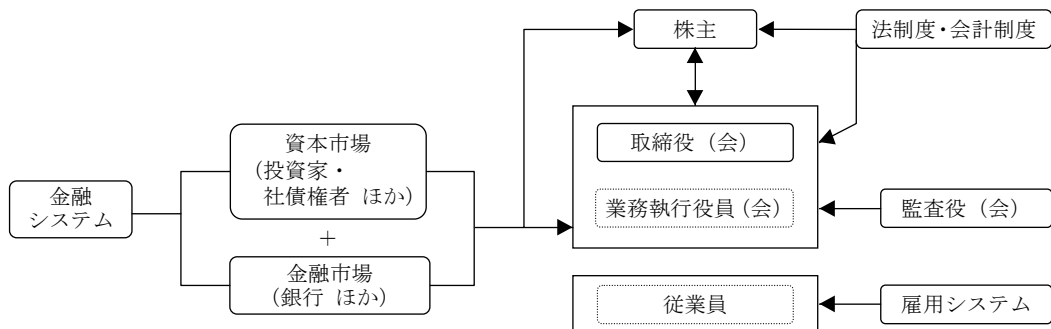 株主
法制度・会計制度
資本市場
(投資家・
社債権者 ほか)
取締役(会)
金融
システム
業務執行役員(会)
監査役(会)
+
金融市場
(銀行 ほか)
従業員
雇用システム